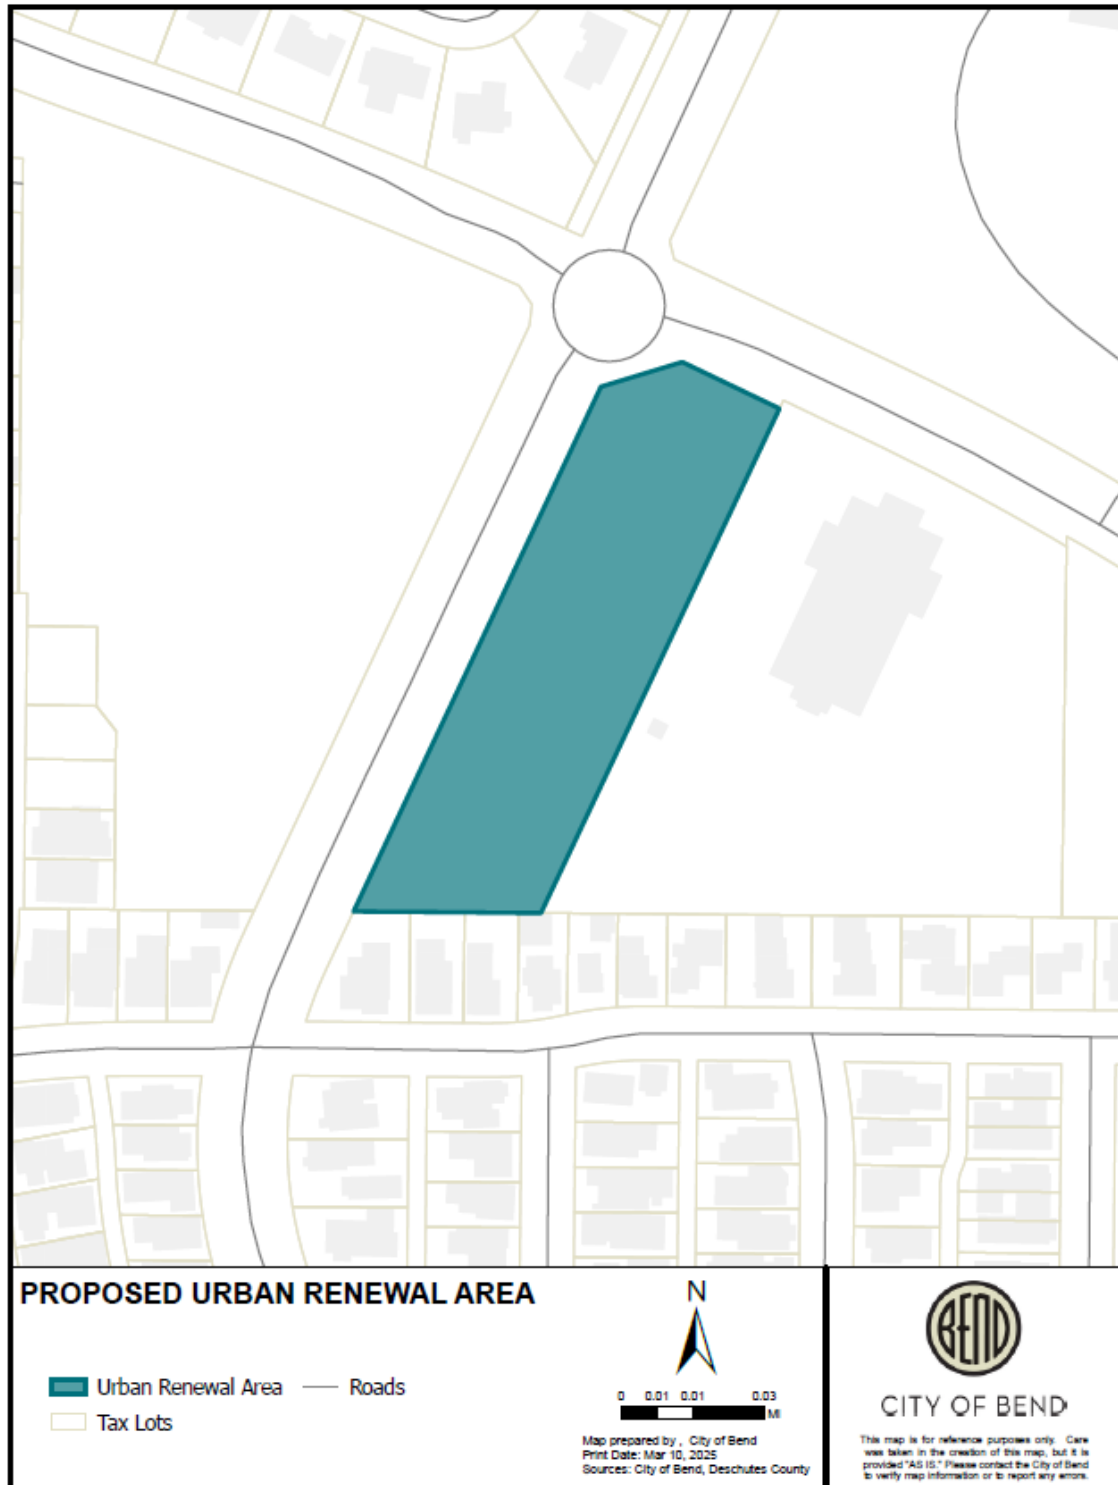 PROPOSED URBAN RENEWAL AREA
Urban Renewal Area
Roads
Tax Lots
N
0 0.01 0.01 0.03
MI
Map prepared by , City of Bend
Print Date: Mar 10, 2025
Sources: City of Bend, Deschutes County
BEND
CITY OF BEND
This map is for reference purposes only. Care
was taken in the creation of this map, but it is
provided "AS IS." Please contact the City of Bend
to verify map information or to report any errors.